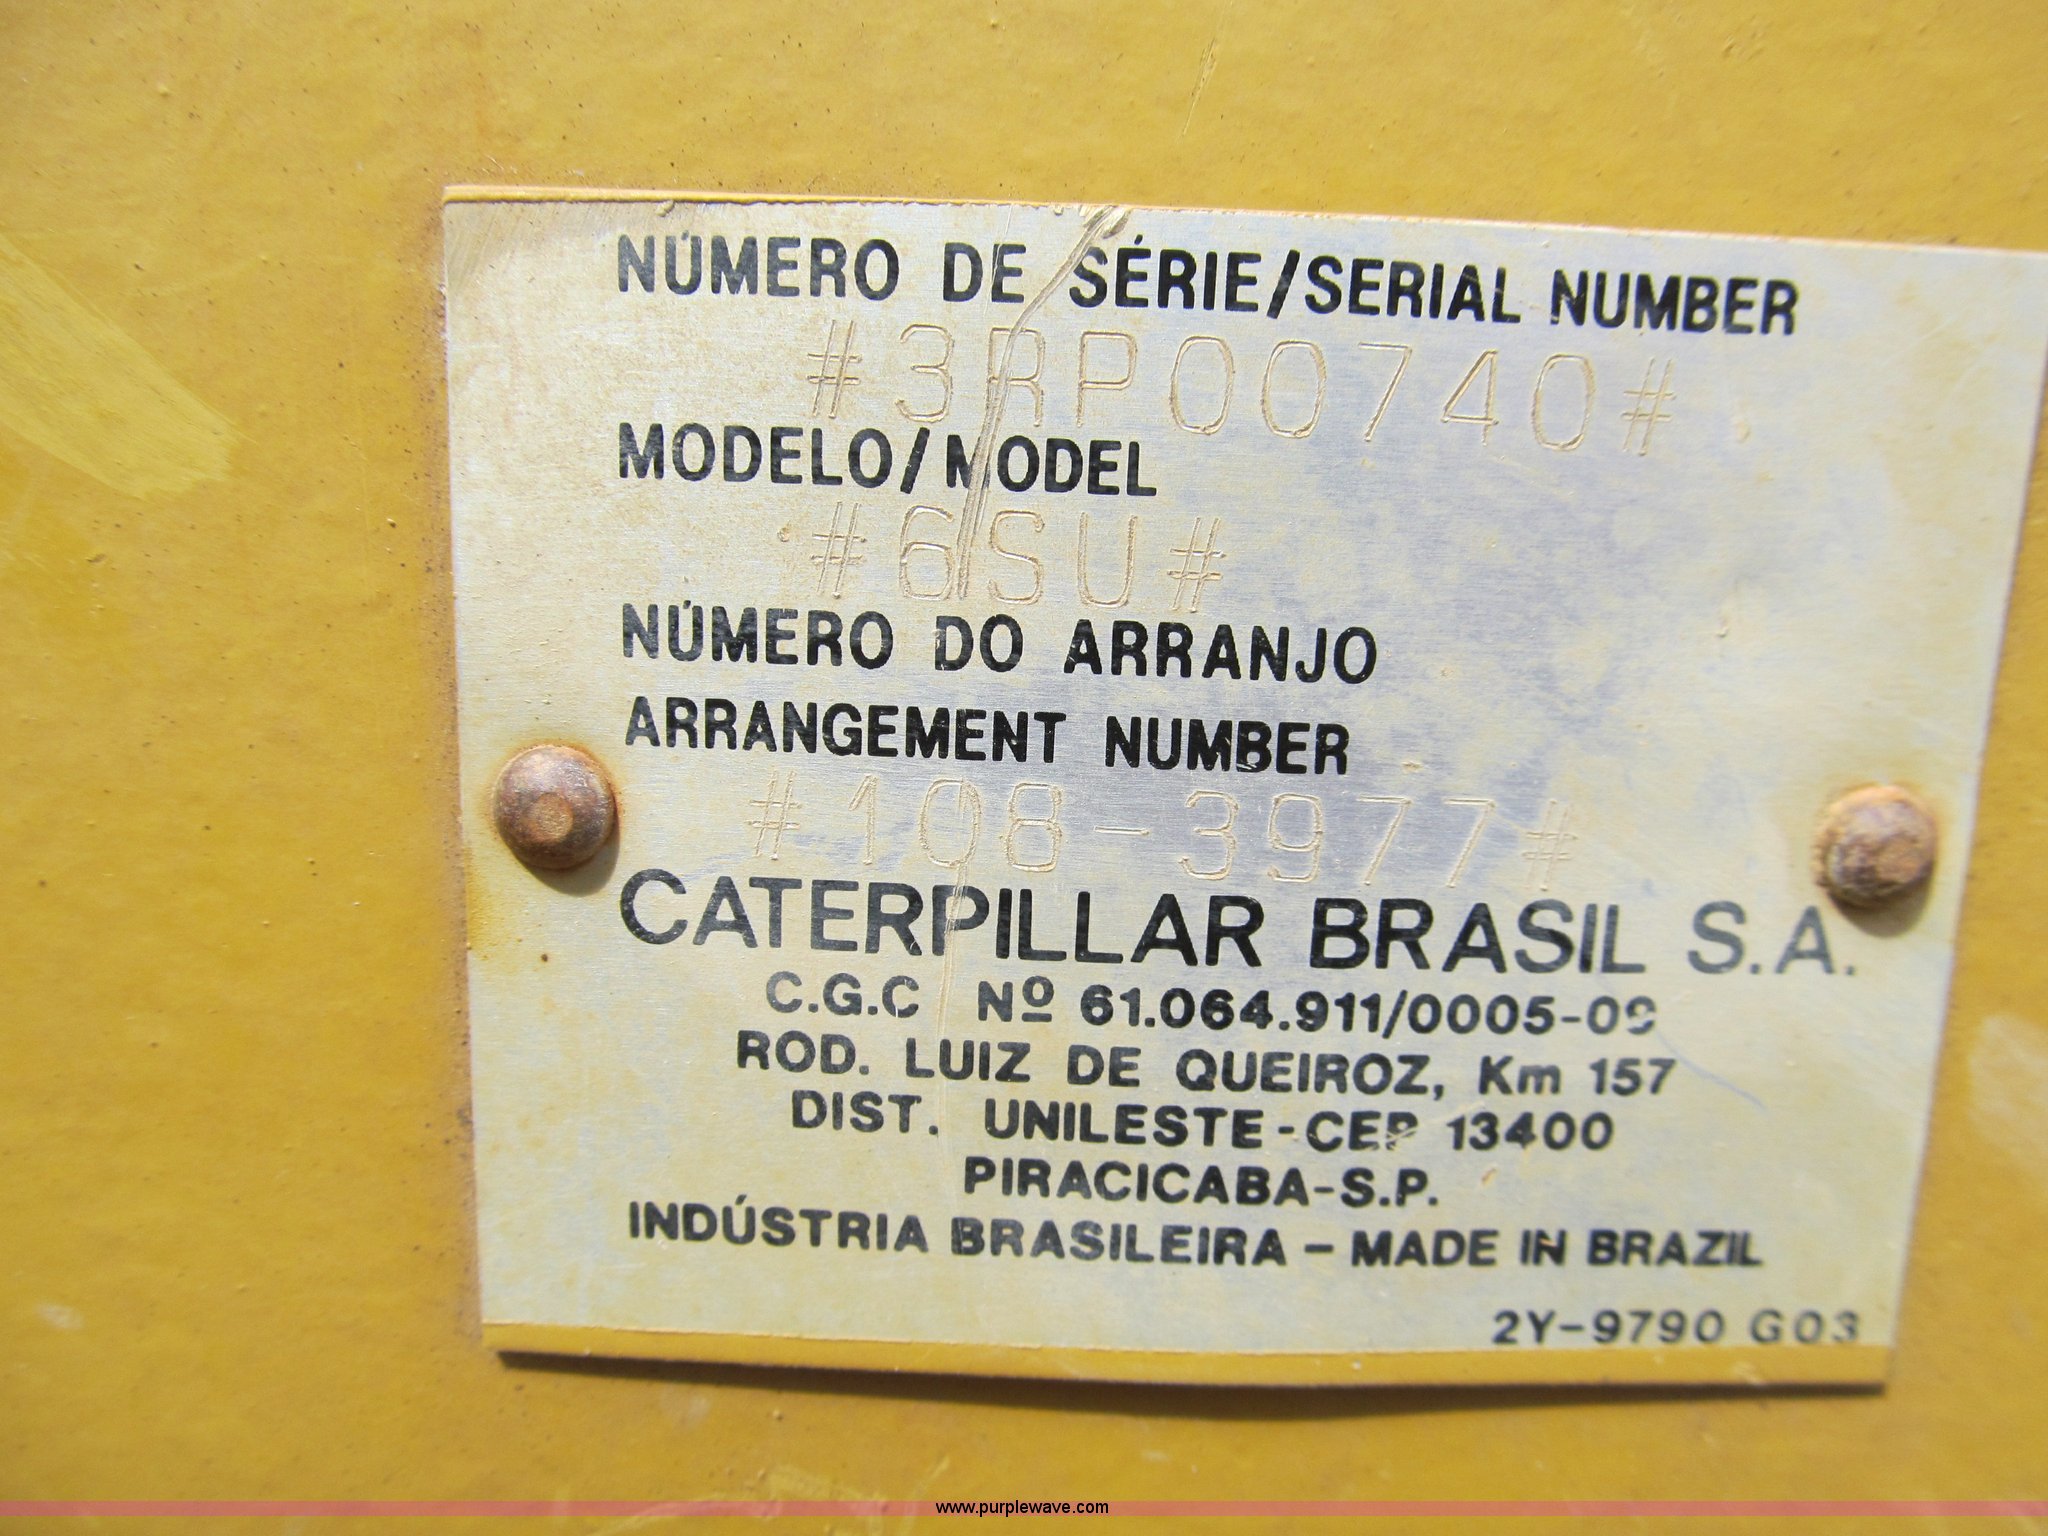 NÚMERO DE SÉRIE/SERIAL NUMBER
#3RP00740#
MODELO/MODEL
#6SU#
NÚMERO DO ARRANJO
ARRANGEMENT NUMBER
#108-3977#
CATERPILLAR BRASIL S.A.
C.G.C Nº 61.064.911/0005-09
ROD. LUIZ DE QUEIROZ, Km 157
DIST. UNILESTE-CEP 13400
PIRACICABA-S.P.
INDÚSTRIA BRASILEIRA - MADE IN BRAZIL
2Y-9790 G03
www.purplewave.com